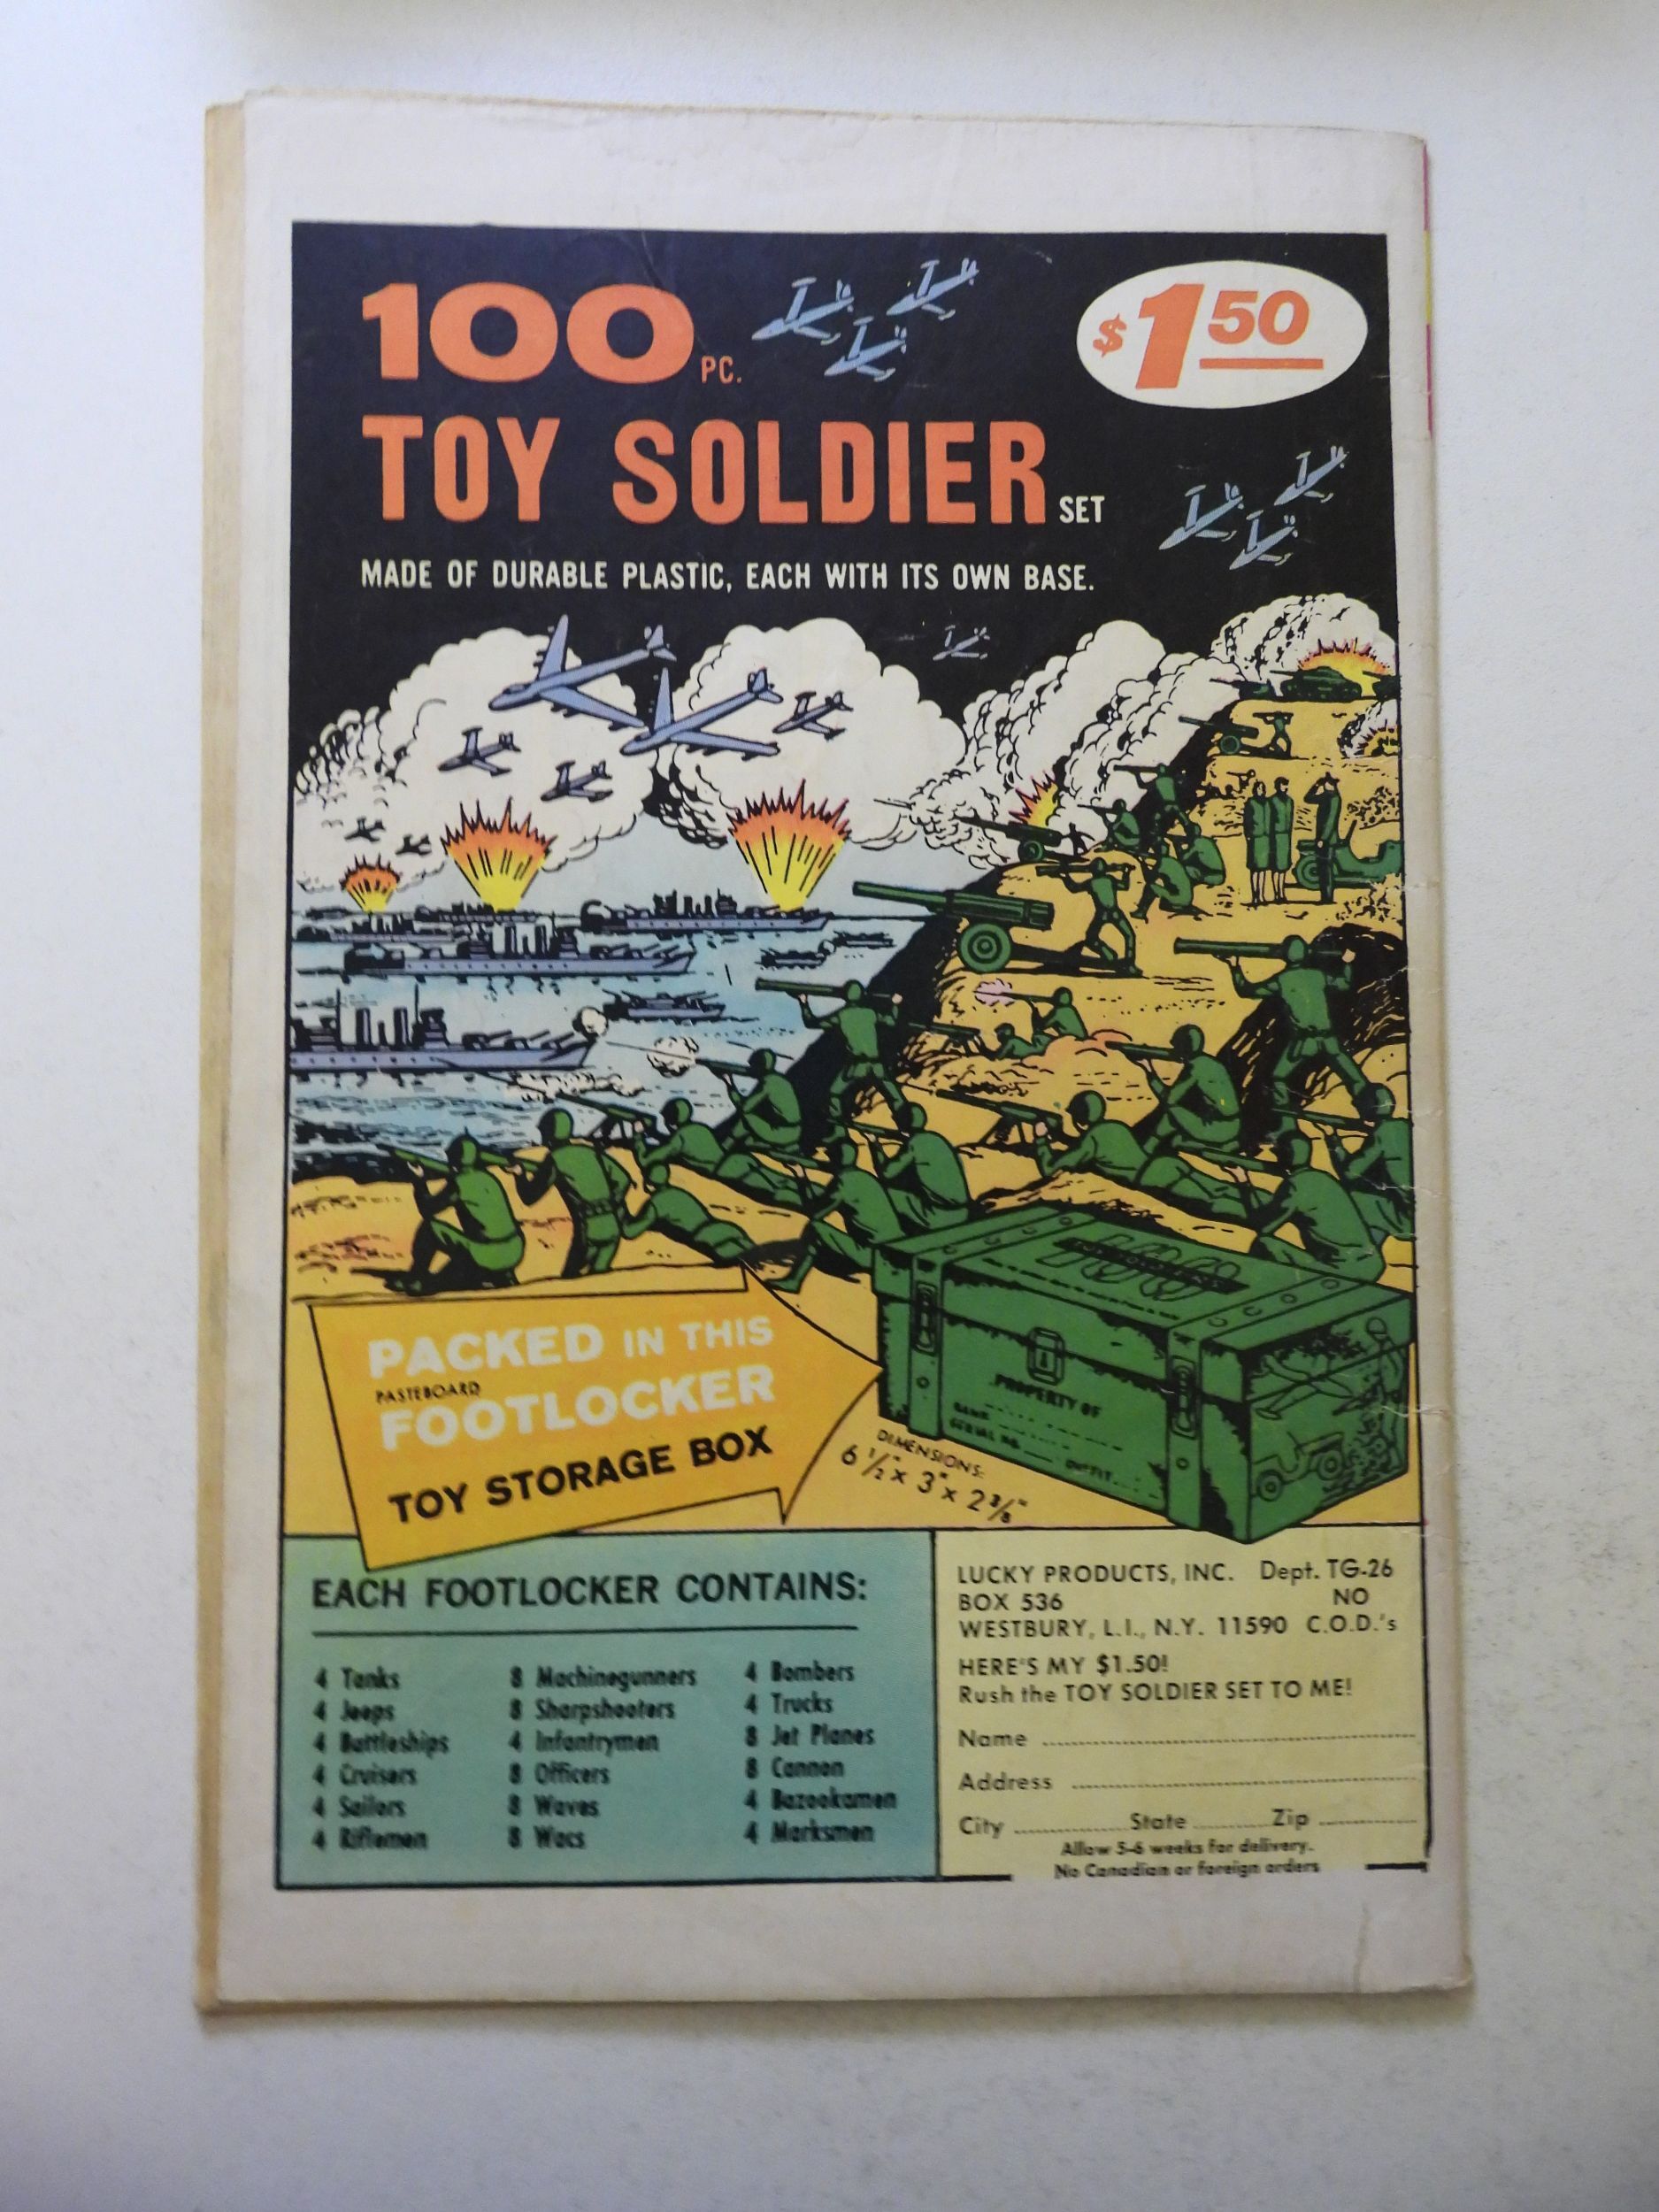 100 PC.
$1 50
TOY SOLDIER SET
MADE OF DURABLE PLASTIC, EACH WITH ITS OWN BASE.
PACKED IN THIS
PASTEBOARD
FOOTLOCKER
TOY STORAGE BOX
100
PROPERTY OF
NAME
SERIAL NO.
OUTFIT
DIMENSIONS:
6 1/2" x 3" x 2 3/8"
EACH FOOTLOCKER CONTAINS:
4 Tanks
4 Jeeps
4 Battleships
4 Cruisers
4 Sailors
4 Riflemen
8 Machinegunners
8 Sharpshooters
4 Infantrymen
8 Officers
8 Waves
8 Wacs
4 Bombers
4 Trucks
8 Jet Planes
8 Cannon
4 Bazookamen
4 Marksmen
LUCKY PRODUCTS, INC. Dept. TG-26
BOX 536 NO
WESTBURY, L.I., N.Y. 11590 C.O.D.'s
HERE'S MY $1.50!
Rush the TOY SOLDIER SET TO ME!
Name
Address
City State Zip
Allow 5-6 weeks for delivery.
No Canadian or foreign orders